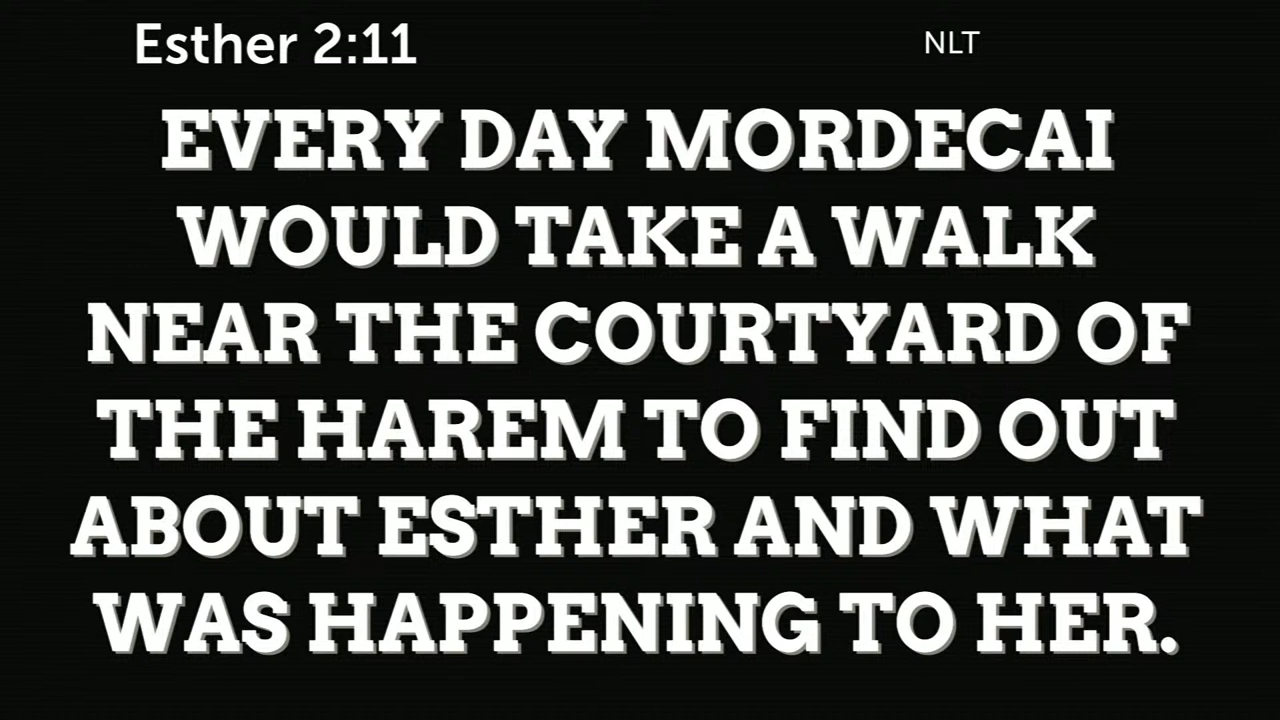 Esther 2:11 NLT
EVERY DAY MORDECAI
WOULD TAKE A WALK
NEAR THE COURTYARD OF
THE HAREM TO FIND OUT
ABOUT ESTHER AND WHAT
WAS HAPPENING TO HER.